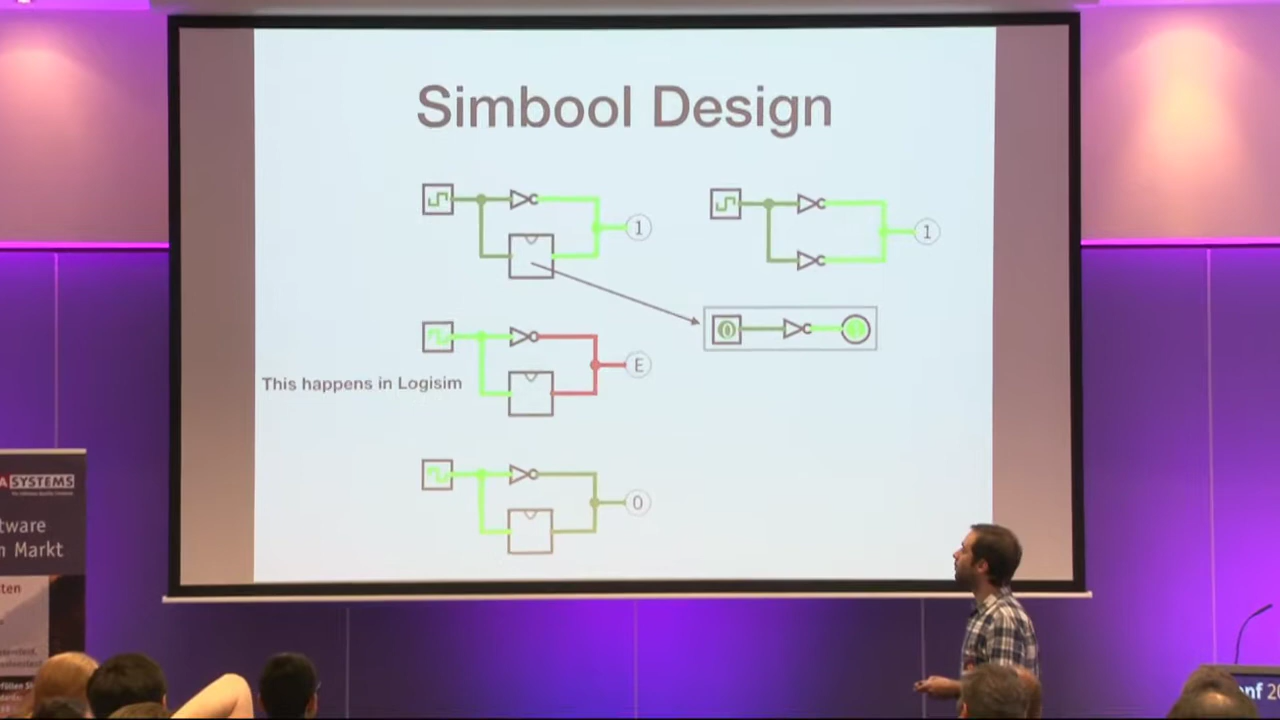 Simbool Design
1
1
0
This happens in Logisim
E
0
SYSTEMS
tware
Markt
ten
nf 20